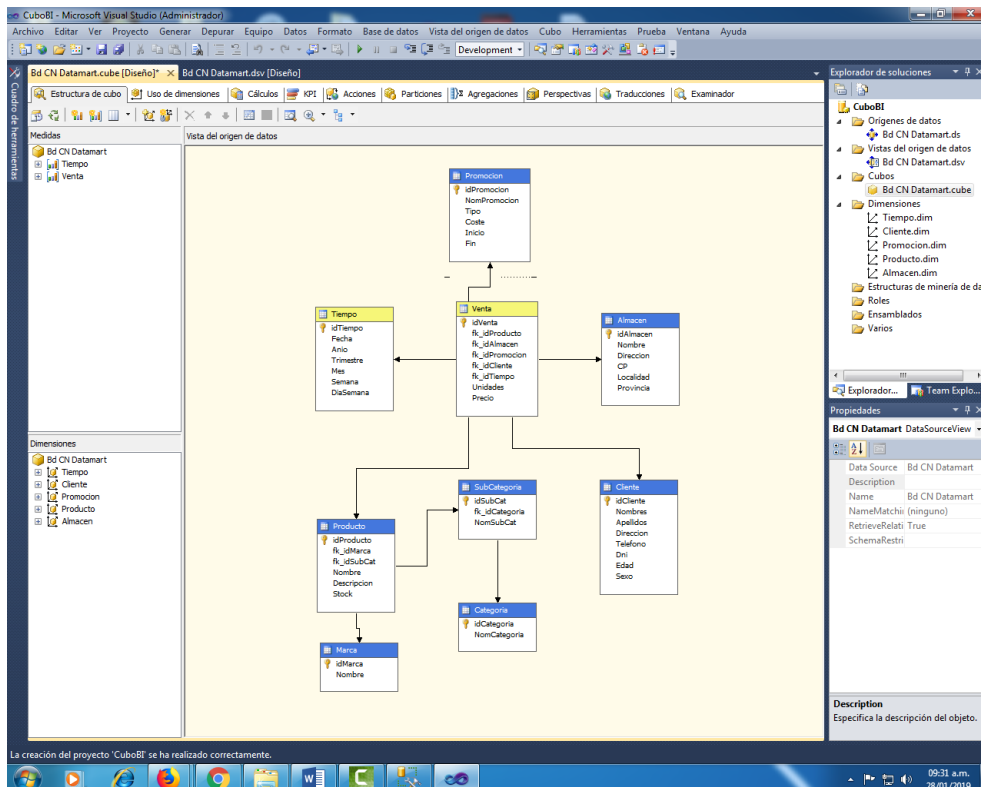 CuboBI - Microsoft Visual Studio (Administrador)
Archivo Editar Ver Proyecto Generar Depurar Equipo Datos Formato Base de datos Vista del origen de datos Cubo Herramientas Prueba Ventana Ayuda
Development
Cuadro de herramientas
Bd CN Datamart.cube [Diseño]* Bd CN Datamart.dsv [Diseño]
Estructura de cubo Uso de dimensiones Cálculos KPI Acciones Particiones Agregaciones Perspectivas Traducciones Examinador
Medidas
Bd CN Datamart
Tiempo
Venta
Dimensiones
Bd CN Datamart
Tiempo
Cliente
Promocion
Producto
Almacen
Vista del origen de datos
Promocion
idPromocion
NomPromocion
Tipo
Coste
Inicio
Fin
Tiempo
idTiempo
Fecha
Anio
Trimestre
Mes
Semana
DiaSemana
Venta
idVenta
fk_idProducto
fk_idAlmacen
fk_idPromocion
fk_idCliente
fk_idTiempo
Unidades
Precio
Almacen
idAlmacen
Nombre
Direccion
CP
Localidad
Provincia
Producto
idProducto
fk_idMarca
fk_idSubCat
Nombre
Descripcion
Stock
SubCategoria
idSubCat
fk_idCategoria
NomSubCat
Cliente
idCliente
Nombres
Apellidos
Direccion
Telefono
Dni
Edad
Sexo
Categoria
idCategoria
NomCategoria
Marca
idMarca
Nombre
Explorador de soluciones
CuboBI
Orígenes de datos
Bd CN Datamart.ds
Vistas del origen de datos
Bd CN Datamart.dsv
Cubos
Bd CN Datamart.cube
Dimensiones
Tiempo.dim
Cliente.dim
Promocion.dim
Producto.dim
Almacen.dim
Estructuras de minería de da
Roles
Ensamblados
Varios
Explorador... Team Explo...
Propiedades
Bd CN Datamart DataSourceView
Data Source Bd CN Datamart
Description
Name Bd CN Datamart
NameMatchi (ninguno)
RetrieveRelati True
SchemaRestri
Description
Especifica la descripción del objeto.
La creación del proyecto 'CuboBI' se ha realizado correctamente.
09:31 a.m.
28/01/2019